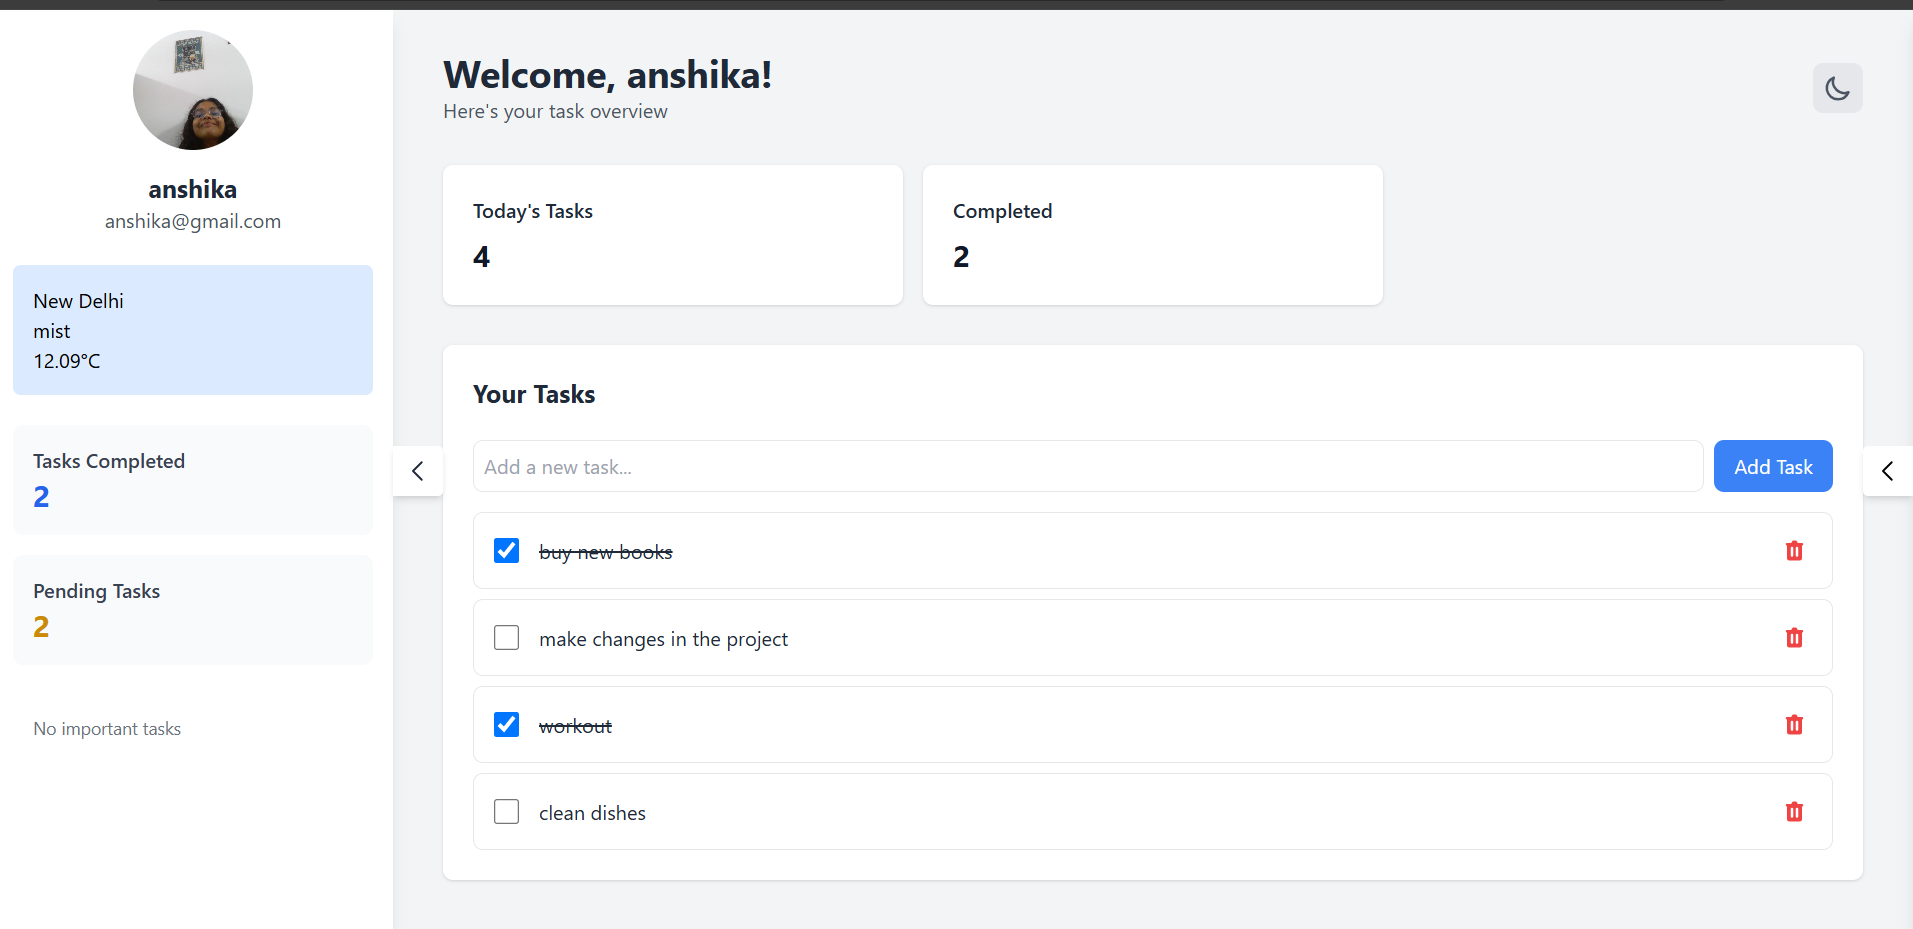 anshika
anshika@gmail.com
New Delhi
mist
12.09°C
Tasks Completed
2
Pending Tasks
2
No important tasks
Welcome, anshika!
Here's your task overview
Today's Tasks
4
Completed
2
Your Tasks
Add a new task...
Add Task
buy new books
make changes in the project
workout
clean dishes